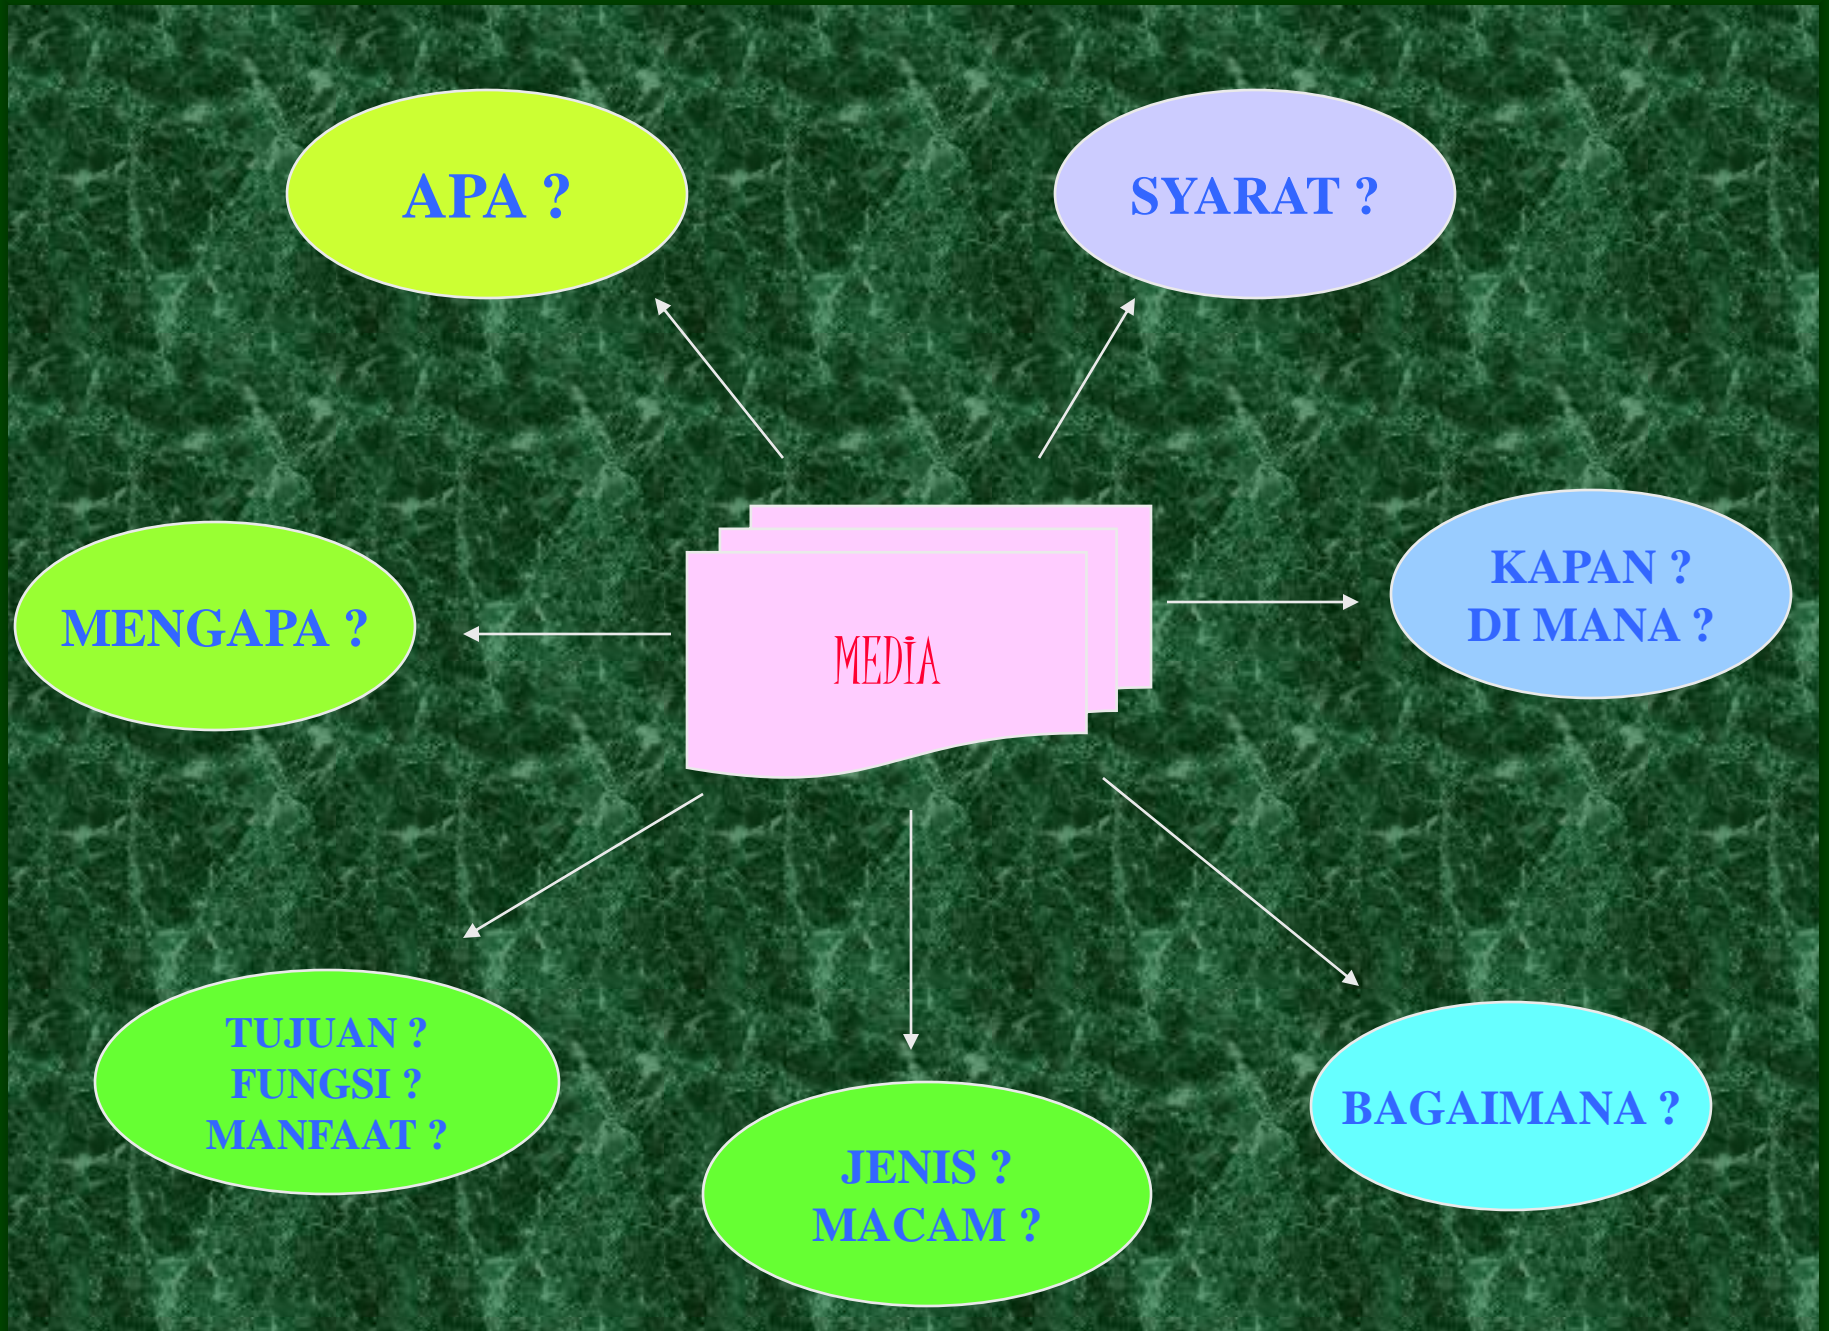 APA ?
SYARAT ?
KAPAN ?
DI MANA ?
MENGAPA ?
MEDIA
TUJUAN ?
FUNGSI ?
MANFAAT ?
BAGAIMANA ?
JENIS ?
MACAM ?